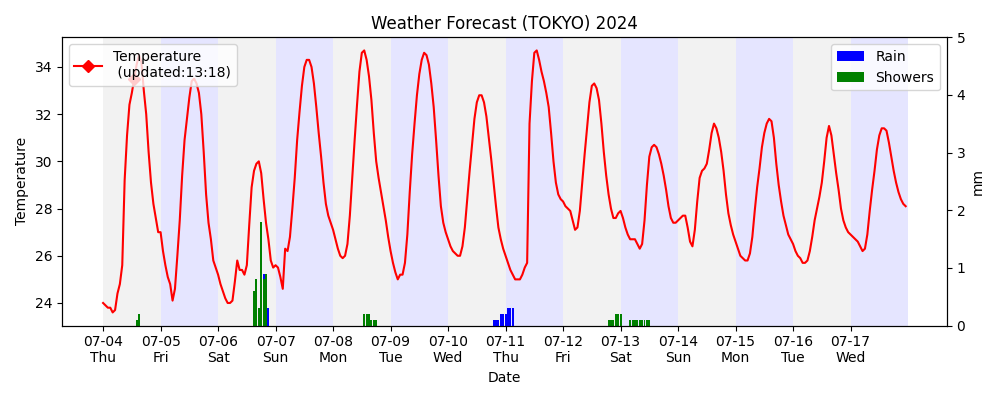 Weather Forecast (TOKYO) 2024
Temperature
(updated:13:18)
Rain
Showers
Temperature
34
32
30
28
26
24
5
4
3
2
1
0
mm
07-04 07-05 07-06 07-07 07-08 07-09 07-10 07-11 07-12 07-13 07-14 07-15 07-16 07-17
Thu Fri Sat Sun Mon Tue Wed Thu Fri Sat Sun Mon Tue Wed
Date